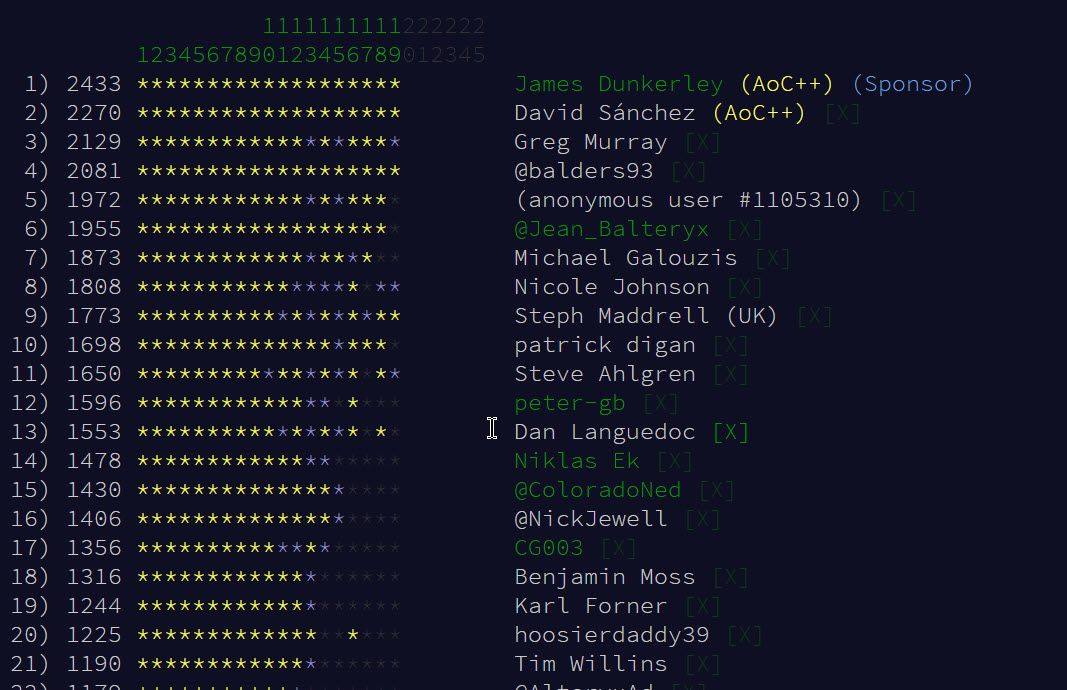 1111111111222222
1234567890123456789012345
1) 2433 ******************* James Dunkerley (AoC++) (Sponsor)
2) 2270 ******************* David Sánchez (AoC++) [X]
3) 2129 ******************* Greg Murray [X]
4) 2081 ******************* @balders93 [X]
5) 1972 ******************* (anonymous user #1105310) [X]
6) 1955 ******************* @Jean_Balteryx [X]
7) 1873 ******************* Michael Galouzis [X]
8) 1808 ******************* Nicole Johnson [X]
9) 1773 ******************* Steph Maddrell (UK) [X]
10) 1698 ******************* patrick digan [X]
11) 1650 ******************* Steve Ahlgren [X]
12) 1596 ******************* peter-gb [X]
13) 1553 ******************* Dan Languedoc [X]
14) 1478 ******************* Niklas Ek [X]
15) 1430 ******************* @ColoradoNed [X]
16) 1406 ******************* @NickJewell [X]
17) 1356 ******************* CG003 [X]
18) 1316 ******************* Benjamin Moss [X]
19) 1244 ******************* Karl Forner [X]
20) 1225 ******************* hoosierdaddy39 [X]
21) 1190 ******************* Tim Willins [X]